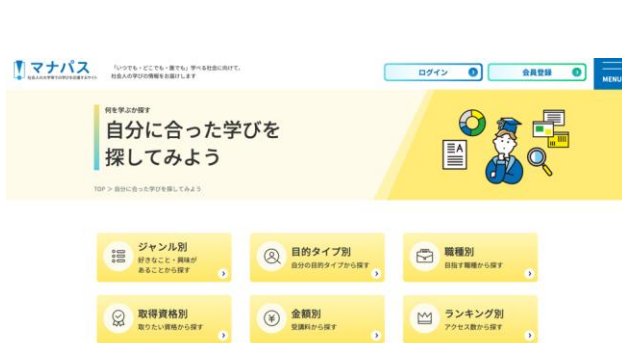 マナパス
社会人の大学等での学びを応援するサイト
「いつでも・どこでも・誰でも」学べる社会に向けて、
社会人の学びの情報をお届けします
ログイン
会員登録
MENU
何を学ぶか探す
自分に合った学びを
探してみよう
TOP > 自分に合った学びを探してみよう
A
ジャンル別
好きなこと・興味が
あることから探す
目的タイプ別
自分の目的タイプから探す
職種別
目指す職種から探す
取得資格別
取りたい資格から探す
金額別
受講料から探す
ランキング別
アクセス数から探す